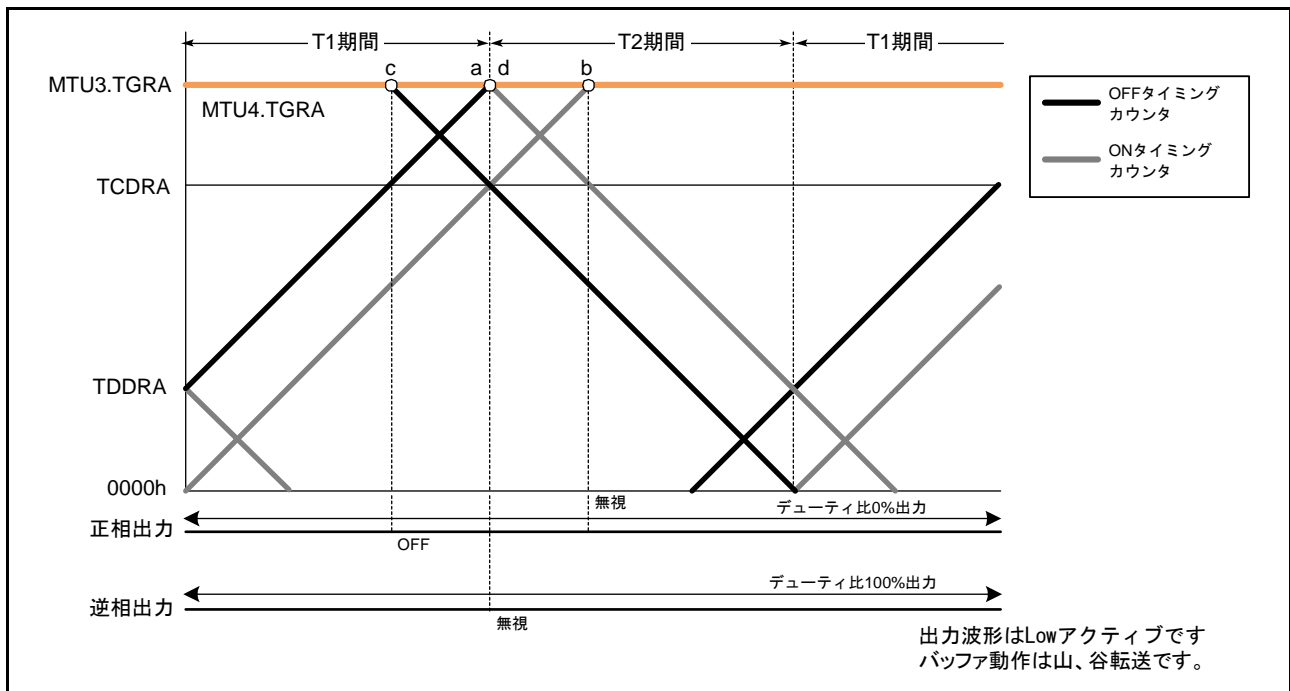 T1期間
T2期間
T1期間
c
a
d
b
MTU3.TGRA
MTU4.TGRA
OFFタイミング
カウンタ
ONタイミング
カウンタ
TCDRA
TDDRA
0000h
無視
デューティ比0%出力
正相出力
OFF
デューティ比100%出力
逆相出力
無視
出力波形はLowアクティブです
バッファ動作は山、谷転送です。